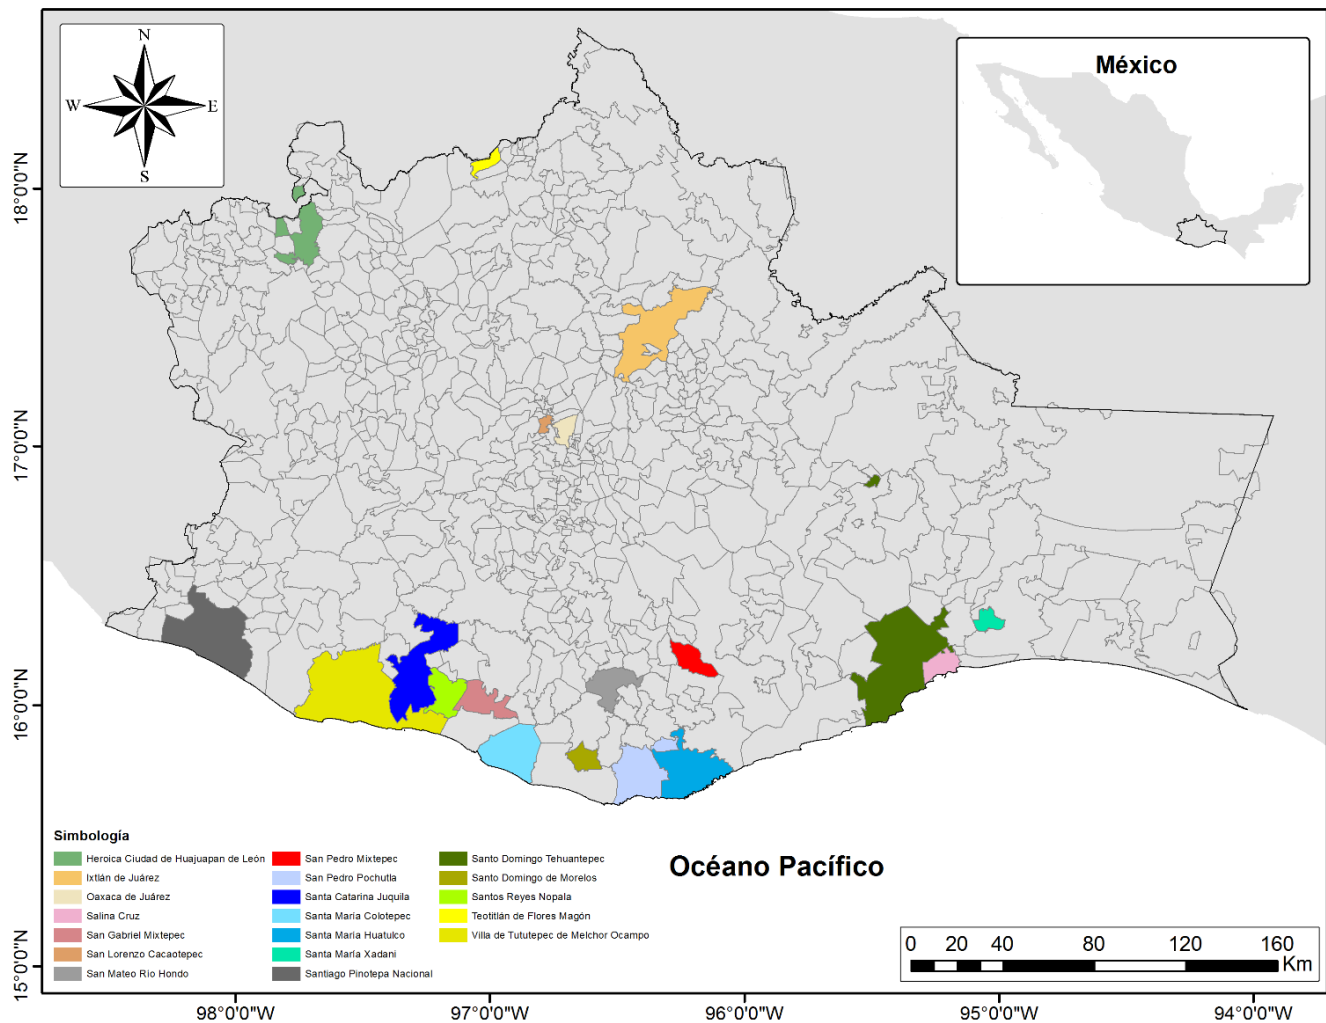 N
W E
S
México
18°0'0"N
17°0'0"N
16°0'0"N
15°0'0"N
Simbología
Heroica Ciudad de Huajuapan de León
Ixtlán de Juárez
Oaxaca de Juárez
Salina Cruz
San Gabriel Mixtepec
San Lorenzo Cacaotepec
San Mateo Río Hondo
San Pedro Mixtepec
San Pedro Pochutla
Santa Catarina Juquila
Santa María Colotepec
Santa María Huatulco
Santa María Xadani
Santiago Pinotepa Nacional
Santo Domingo Tehuantepec
Santo Domingo de Morelos
Santos Reyes Nopala
Teotitlán de Flores Magón
Villa de Tututepec de Melchor Ocampo
Océano Pacífico
0 20 40 80 120 160
Km
98°0'0"W 97°0'0"W 96°0'0"W 95°0'0"W 94°0'0"W